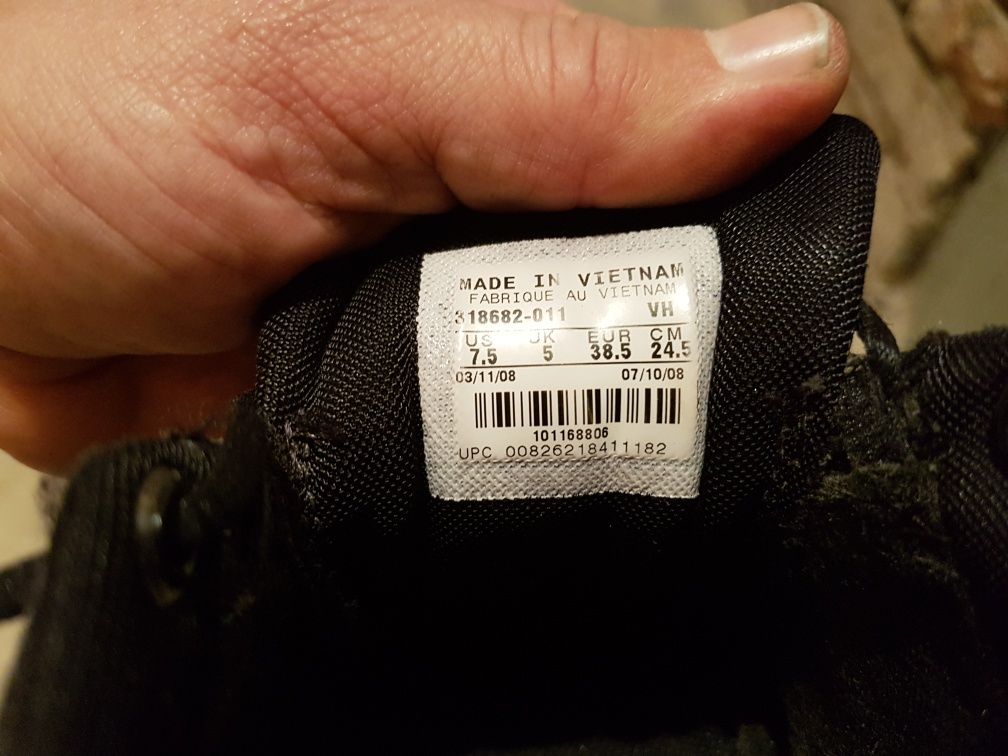 MADE IN VIETNAM
FABRIQUE AU VIETNAM
318682-011 VH
US UK EUR CM
7.5 5 38.5 24.5
03/11/08 07/10/08
101168806
UPC 00826218411182